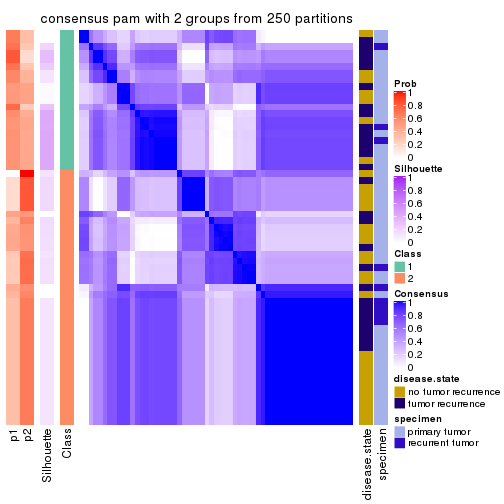 consensus pam with 2 groups from 250 partitions
Prob
1
0.8
0.6
0.4
0.2
0
Silhouette
1
0.8
0.6
0.4
0.2
0
Class
1
2
Consensus
1
0.8
0.6
0.4
0.2
0
disease.state
no tumor recurrence
tumor recurrence
specimen
primary tumor
recurrent tumor
p1
p2
Silhouette
Class
disease.state
specimen